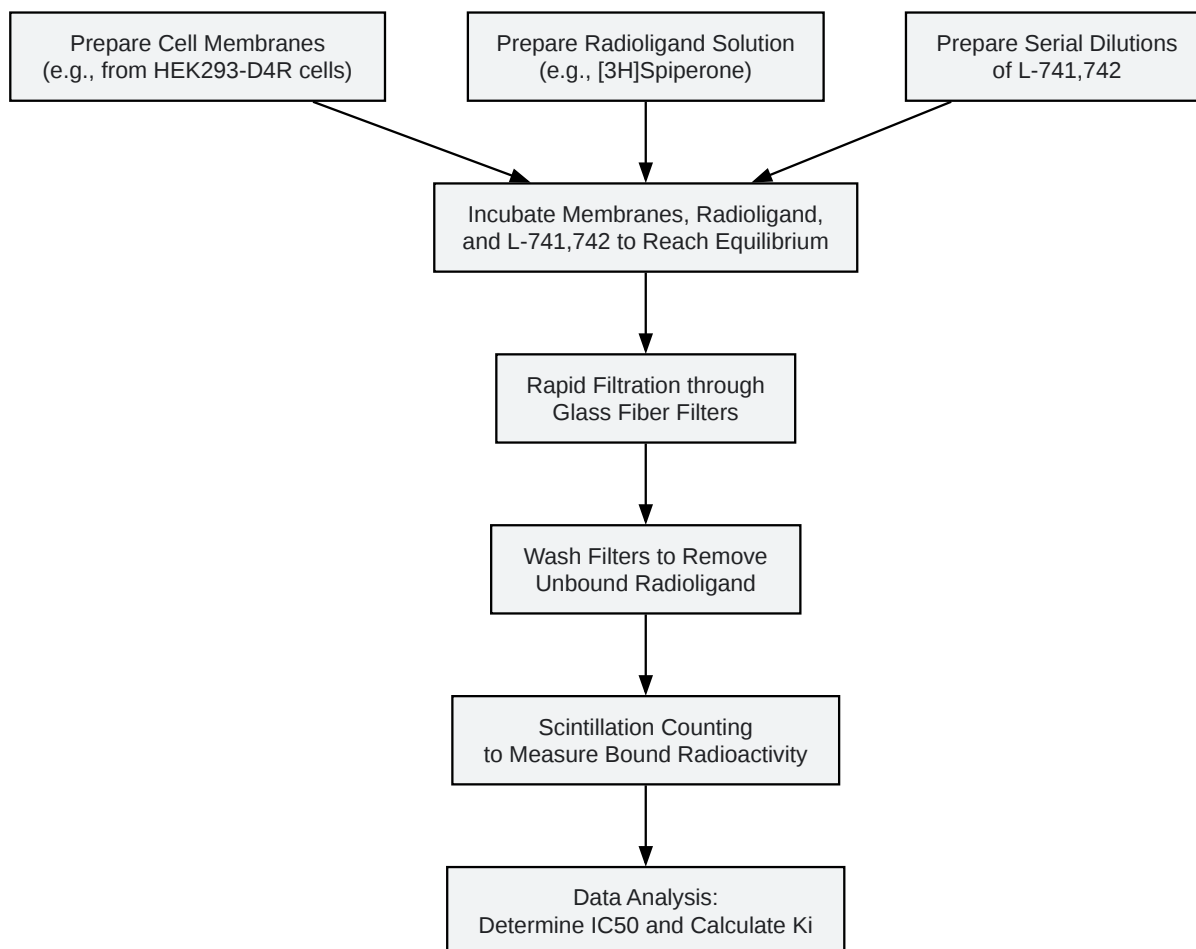 Prepare Cell Membranes
(e.g., from HEK293-D4R cells)
Prepare Radioligand Solution
(e.g., [3H]Spiperone)
Prepare Serial Dilutions
of L-741,742
Incubate Membranes, Radioligand,
and L-741,742 to Reach Equilibrium
Rapid Filtration through
Glass Fiber Filters
Wash Filters to Remove
Unbound Radioligand
Scintillation Counting
to Measure Bound Radioactivity
Data Analysis:
Determine IC50 and Calculate Ki